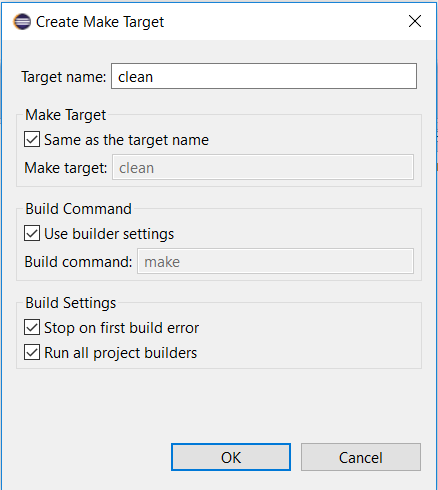 Create Make Target
Target name: clean
Make Target
Same as the target name
Make target: clean
Build Command
Use builder settings
Build command: make
Build Settings
Stop on first build error
Run all project builders
OK Cancel